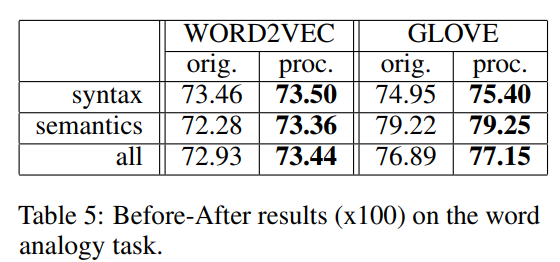 WORD2VEC GLOVE
orig. proc. orig. proc.
syntax 73.46 73.50 74.95 75.40
semantics 72.28 73.36 79.22 79.25
all 72.93 73.44 76.89 77.15
Table 5: Before-After results (x100) on the word
analogy task.